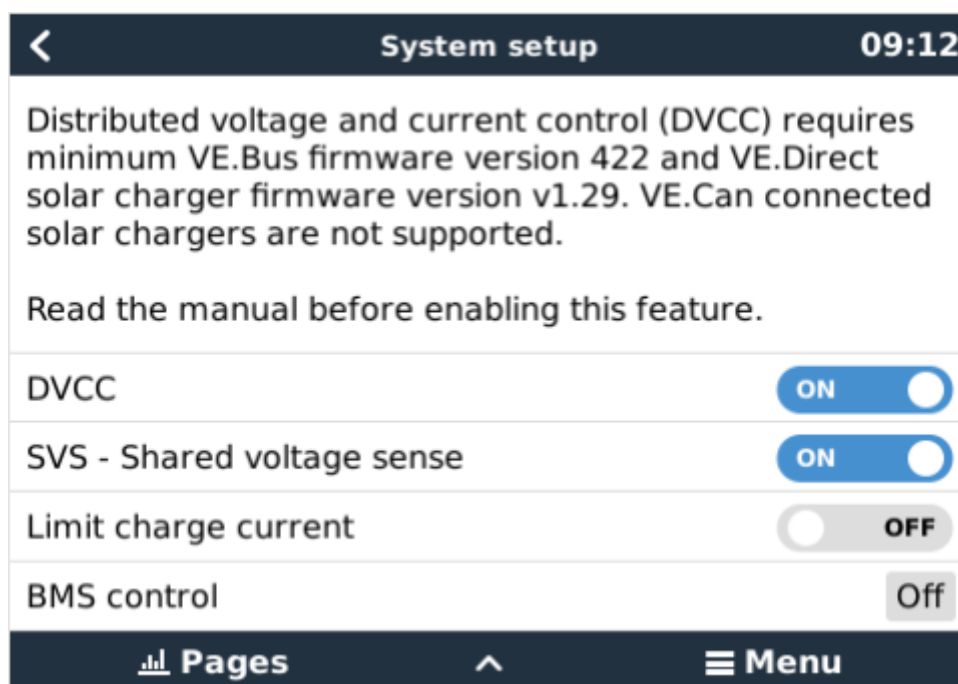 System setup 09:12
Distributed voltage and current control (DVCC) requires
minimum VE.Bus firmware version 422 and VE.Direct
solar charger firmware version v1.29. VE.Can connected
solar chargers are not supported.
Read the manual before enabling this feature.
DVCC ON
SVS - Shared voltage sense ON
Limit charge current OFF
BMS control Off
Pages Menu